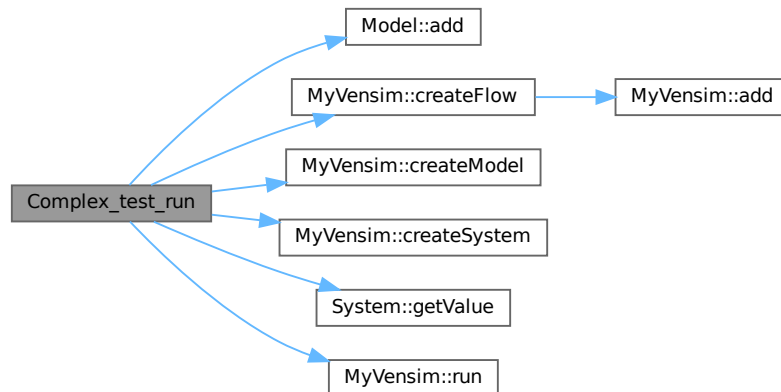 Model::add
MyVensim::createFlow
MyVensim::add
MyVensim::createModel
Complex_test_run
MyVensim::createSystem
System::getValue
MyVensim::run